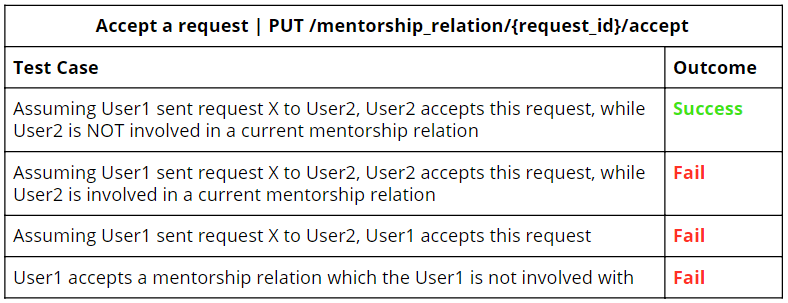 Accept a request | PUT /mentorship_relation/{request_id}/accept
Test Case
Outcome
Assuming User1 sent request X to User2, User2 accepts this request, while
User2 is NOT involved in a current mentorship relation
Success
Assuming User1 sent request X to User2, User2 accepts this request, while
User2 is involved in a current mentorship relation
Fail
Assuming User1 sent request X to User2, User1 accepts this request
Fail
User1 accepts a mentorship relation which the User1 is not involved with
Fail